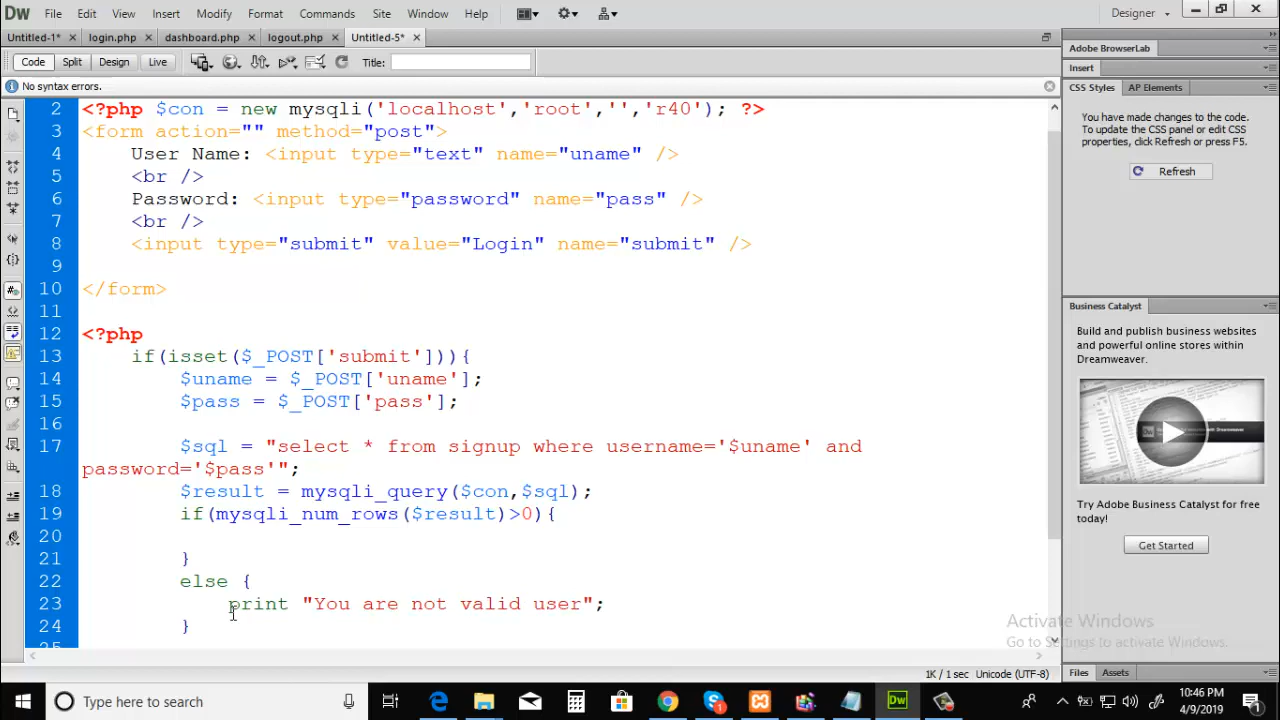 DW File Edit View Insert Modify Format Commands Site Window Help Designer
Untitled-1* × login.php × dashboard.php × logout.php × Untitled-5* ×
Code Split Design Live Title:
No syntax errors.
2 <?php $con = new mysqli('localhost','root','','r40'); ?>
3 <form action="" method="post">
4 User Name: <input type="text" name="uname" />
5 <br />
6 Password: <input type="password" name="pass" />
7 <br />
8 <input type="submit" value="Login" name="submit" />
9
10 </form>
11
12 <?php
13 if(isset($_POST['submit'])){
14 $uname = $_POST['uname'];
15 $pass = $_POST['pass'];
16
17 $sql = "select * from signup where username='$uname' and
password='$pass'";
18 $result = mysqli_query($con,$sql);
19 if(mysqli_num_rows($result)>0){
20
21 }
22 else {
23 print "You are not valid user";
24 }
25
1K / 1 sec Unicode (UTF-8)
Adobe BrowserLab
Insert
CSS Styles AP Elements
You have made changes to the code.
To update the CSS panel or edit CSS
properties, click Refresh or press F5.
Refresh
Business Catalyst
Build and publish business websites
and powerful online stores within
Dreamweaver.
Try Adobe Business Catalyst for free
today!
Get Started
Activate Windows
Go to Settings to activate Windows.
Files Assets
Type here to search
10:46 PM
4/9/2019